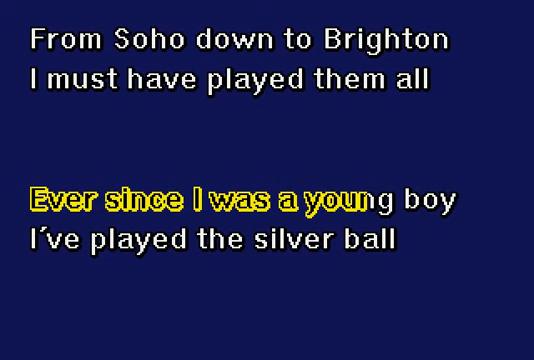 From Soho down to Brighton
I must have played them all
Ever since I was a young boy
I´ve played the silver ball